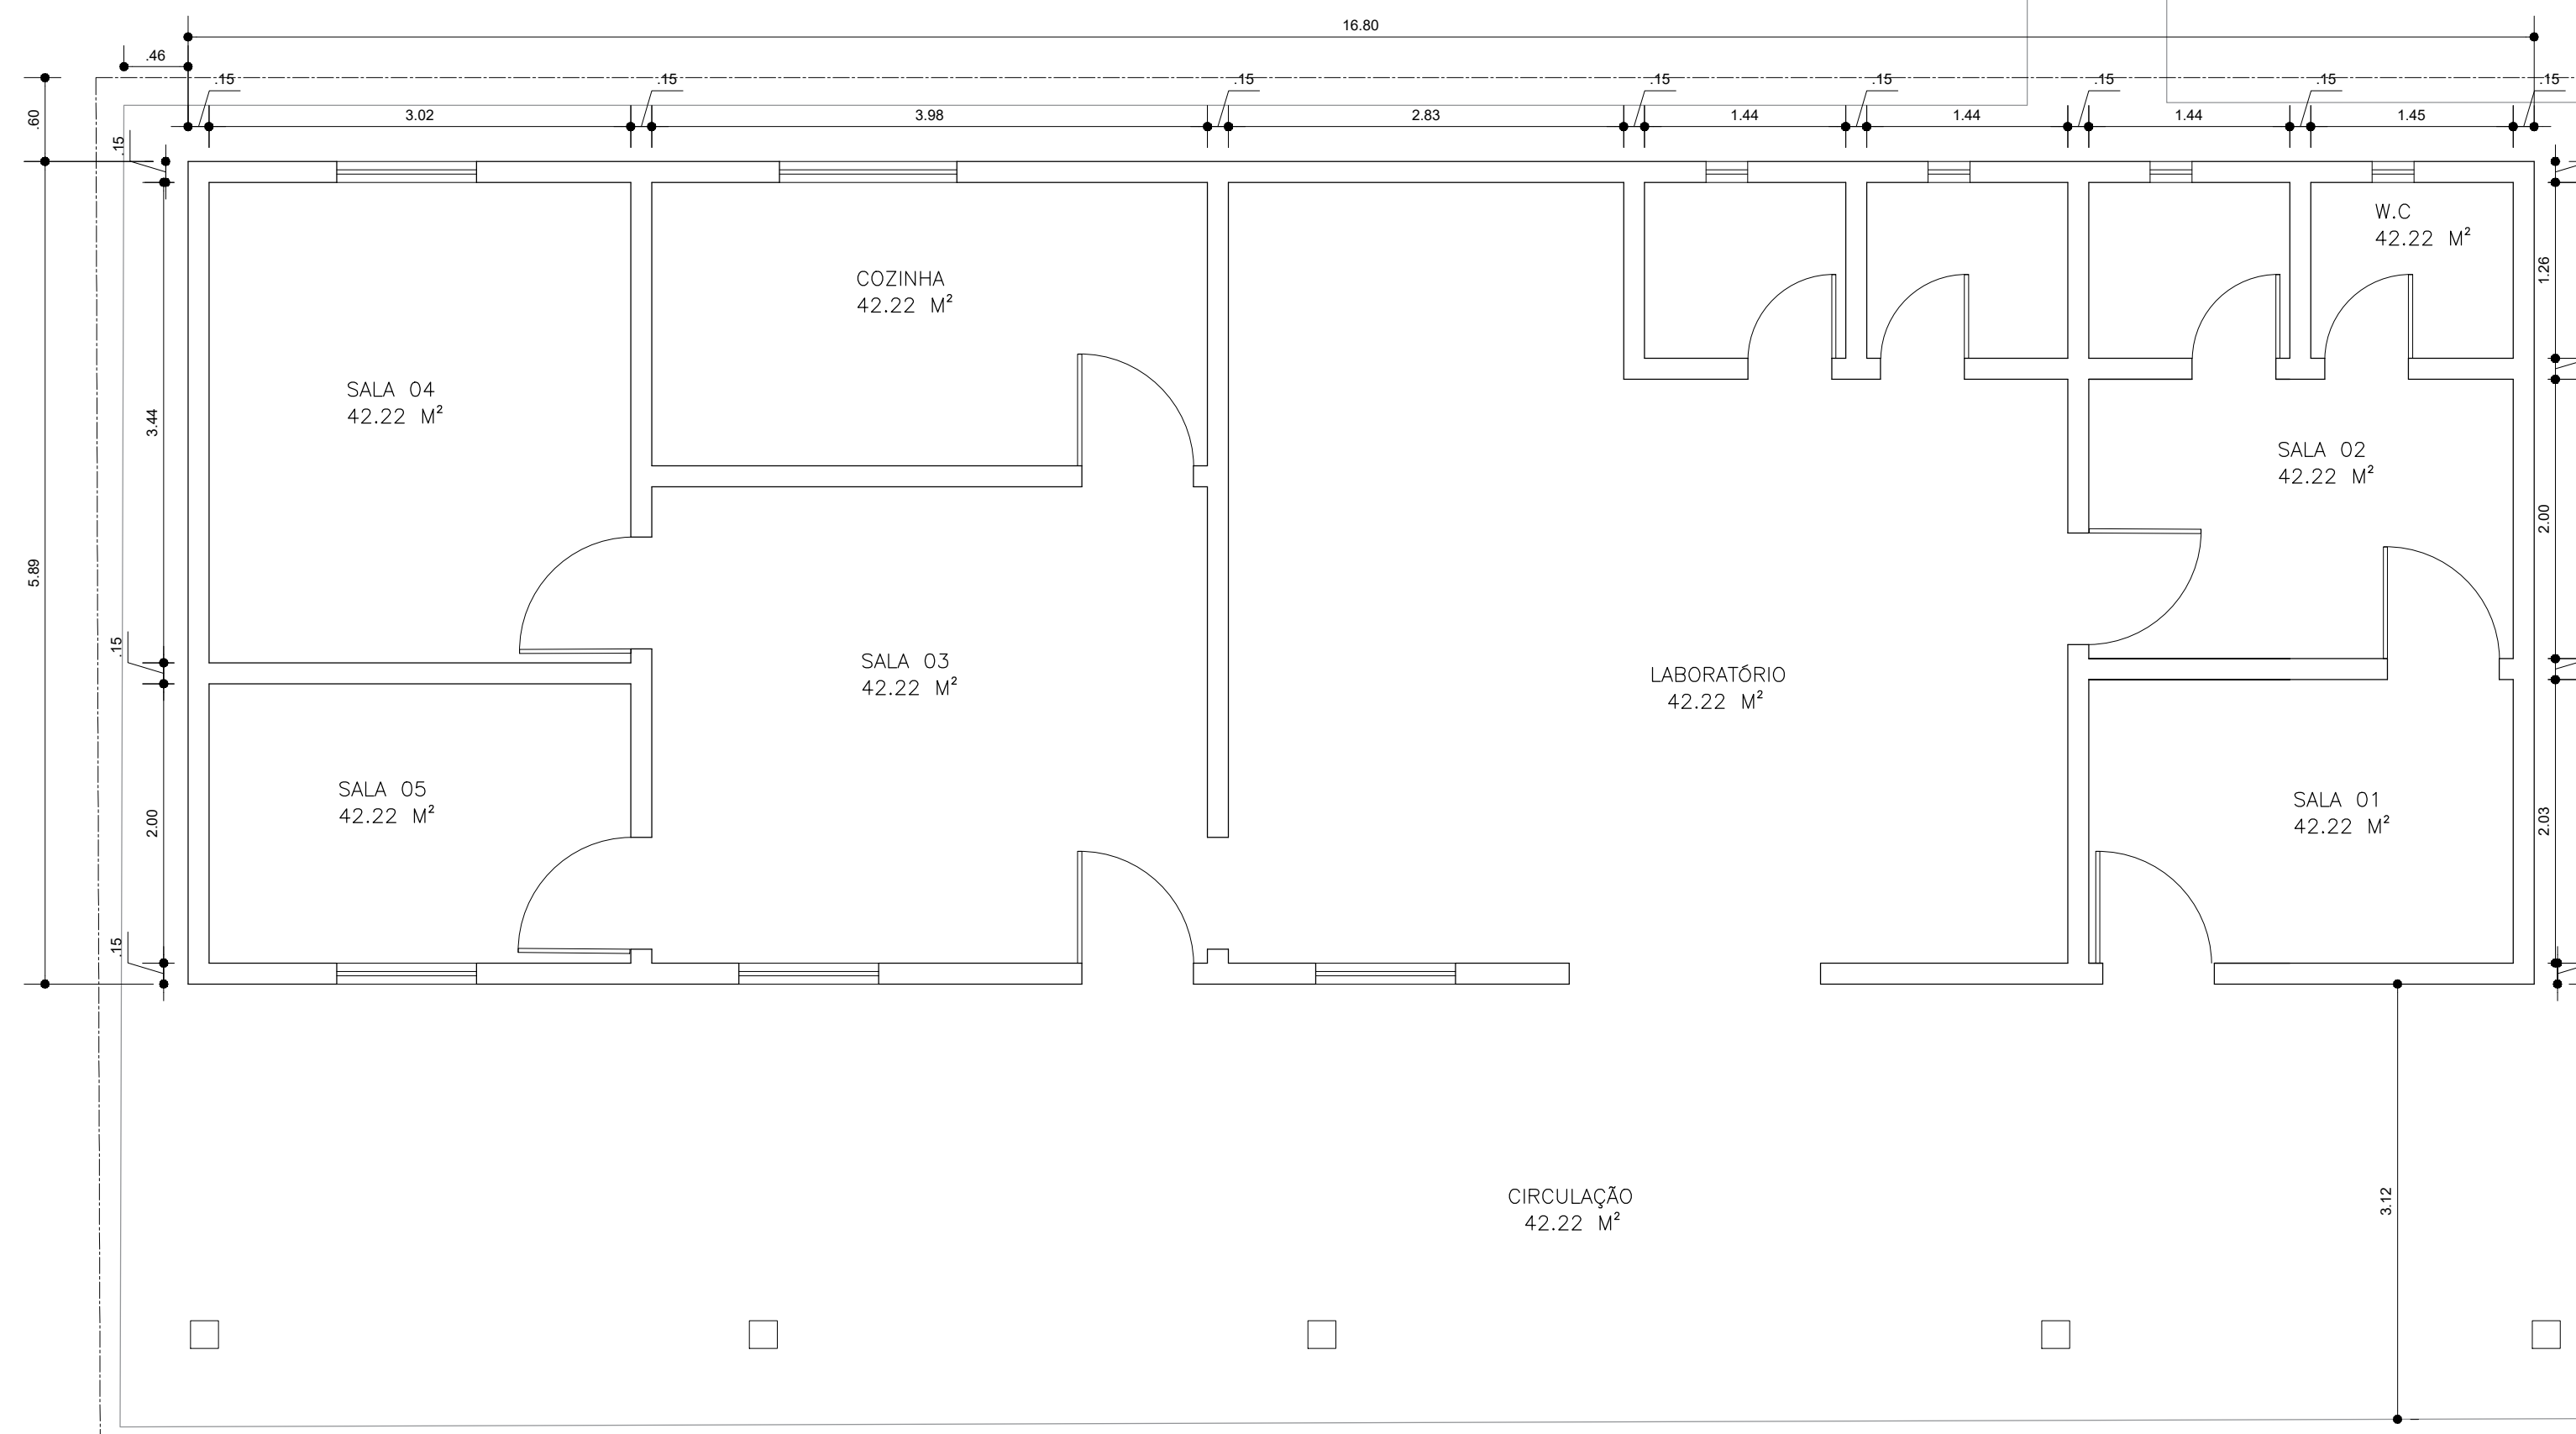 16.80
.46
.15 .15 .15 .15 .15 .15 .15 .15
3.02 3.98 2.83 1.44 1.44 1.44 1.45
.60
.15
W.C
42.22 M²
1.26
COZINHA
42.22 M²
SALA 04
42.22 M²
3.44
SALA 02
42.22 M²
2.00
5.89
.15
SALA 03
42.22 M²
LABORATÓRIO
42.22 M²
SALA 05
42.22 M²
2.00
SALA 01
42.22 M²
2.03
.15
CIRCULAÇÃO
42.22 M²
3.12